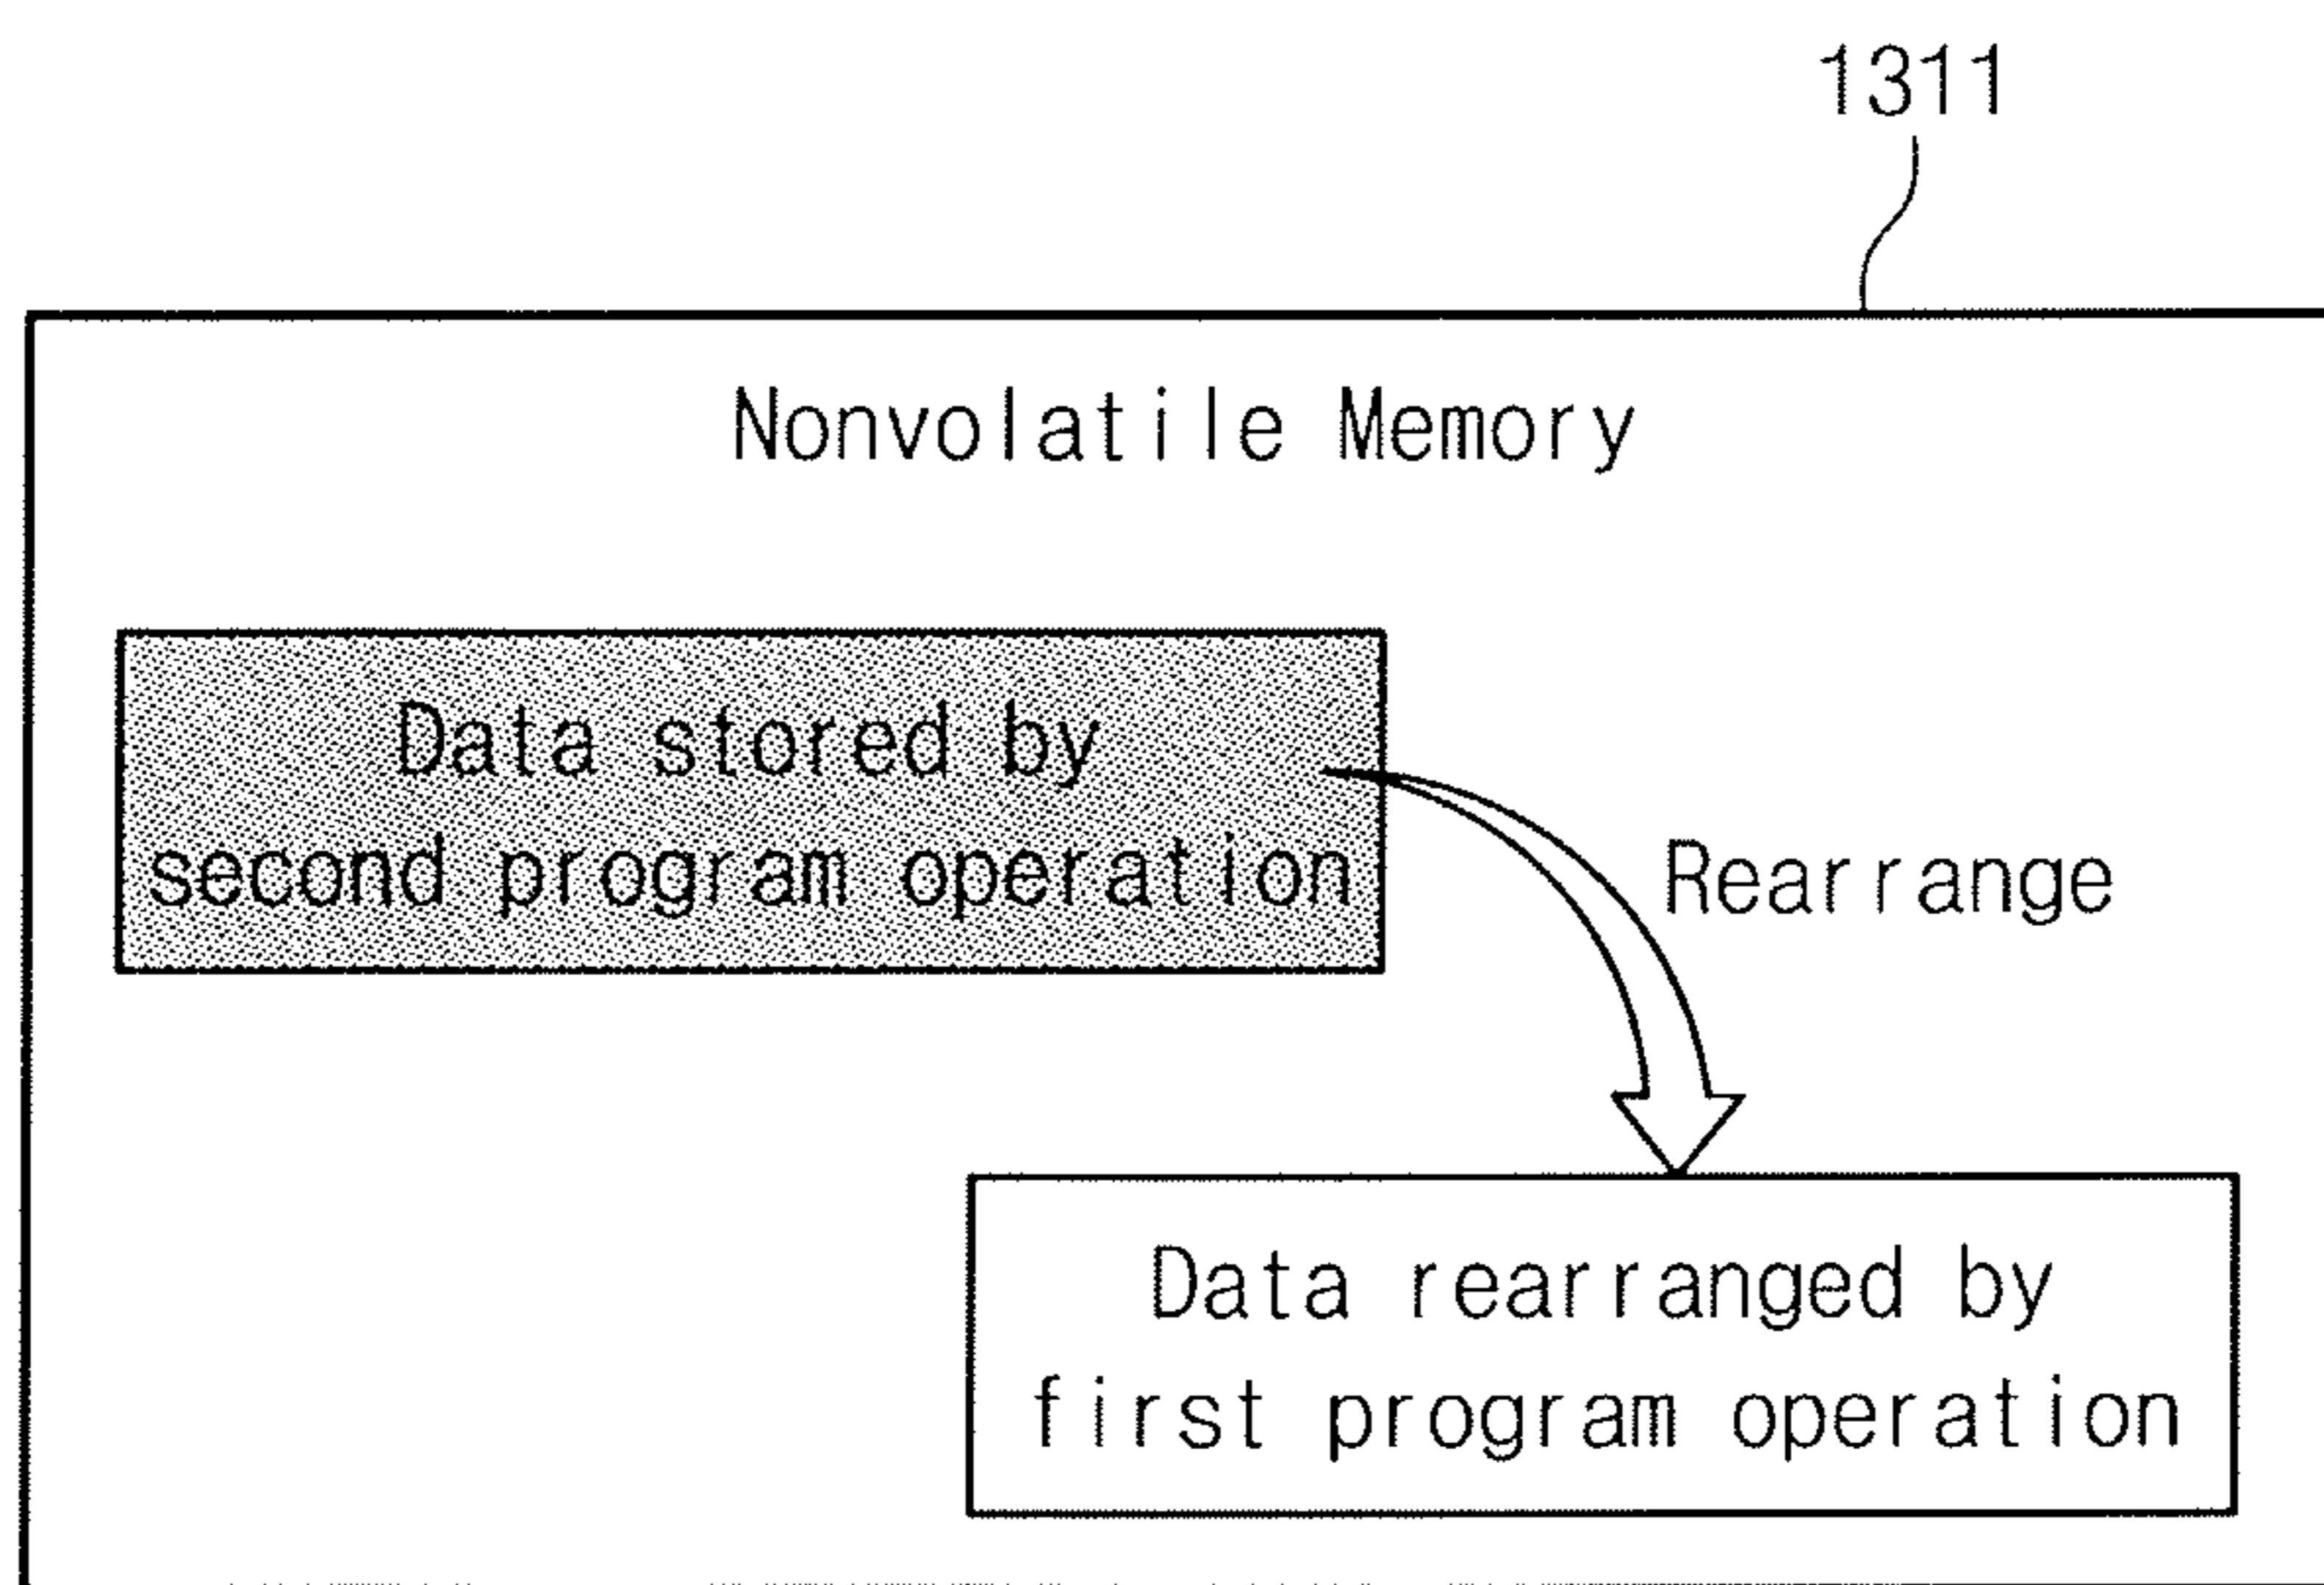 1311
Nonvolatile Memory
Data stored by
second program operation
Rearrange
Data rearranged by
first program operation